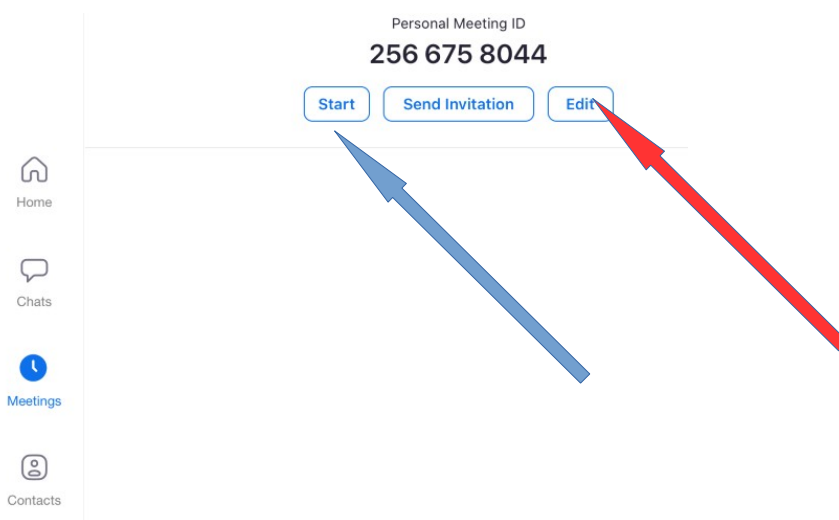 Personal Meeting ID
256 675 8044
Start Send Invitation Edit
Home
Chats
Meetings
Contacts